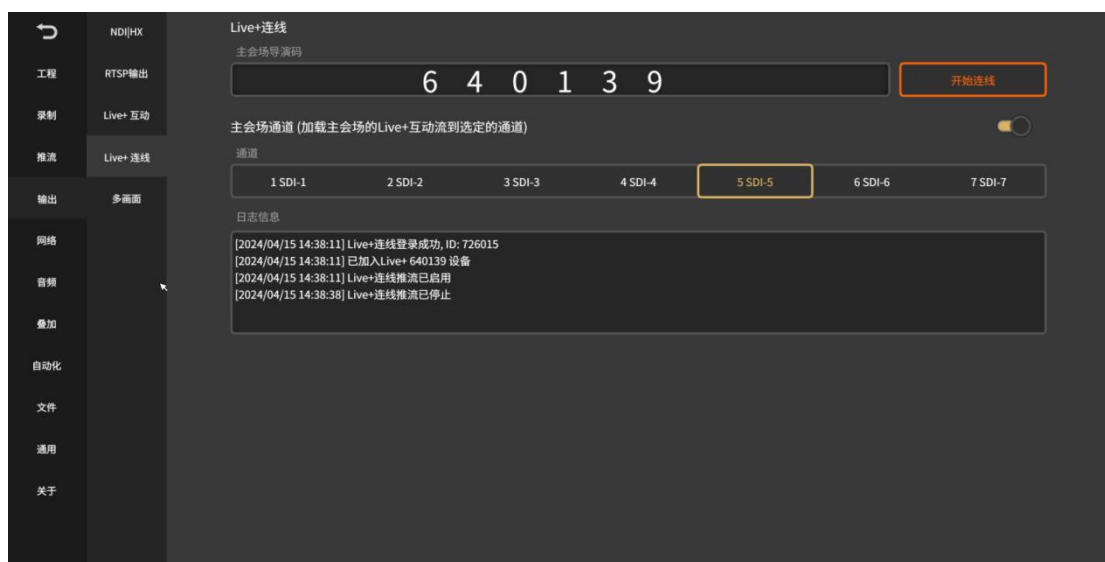 NDI|HX
Live+连线
主会场导演码
工程
RTSP输出
6 4 0 1 3 9
开始连线
录制
Live+ 互动
主会场通道 (加载主会场的Live+互动流到选定的通道)
推流
Live+ 连线
通道
1 SDI-1 2 SDI-2 3 SDI-3 4 SDI-4 5 SDI-5 6 SDI-6 7 SDI-7
输出
多画面
日志信息
网络
[2024/04/15 14:38:11] Live+连线登录成功, ID: 726015
[2024/04/15 14:38:11] 已加入Live+ 640139 设备
[2024/04/15 14:38:11] Live+连线推流已启用
[2024/04/15 14:38:38] Live+连线推流已停止
音频
叠加
自动化
文件
通用
关于